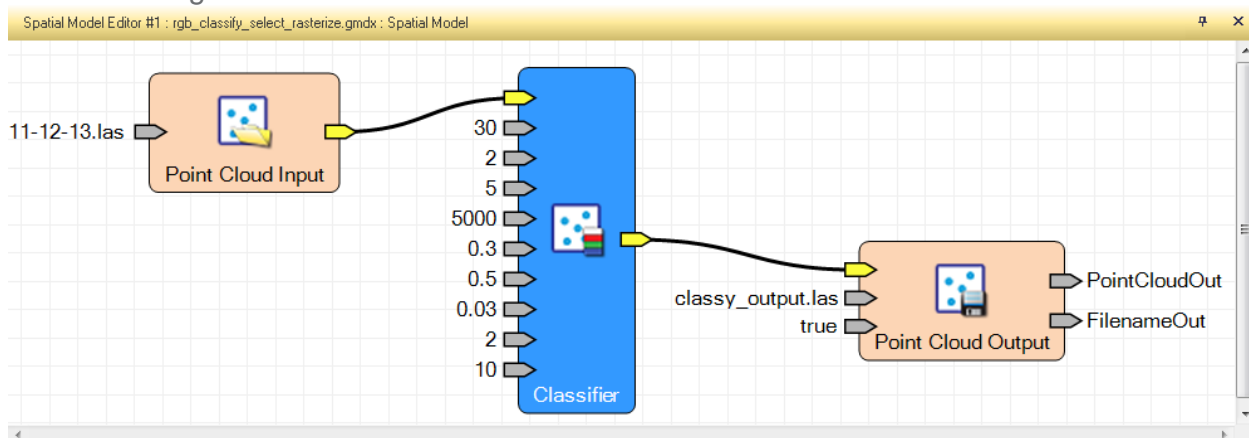 Spatial Model Editor #1 : rgb_classify_select_rasterize.gmdx : Spatial Model
11-12-13.las
Point Cloud Input
30
2
5
5000
0.3
0.5
0.03
2
10
Classifier
classy_output.las
true
Point Cloud Output
PointCloudOut
FilenameOut